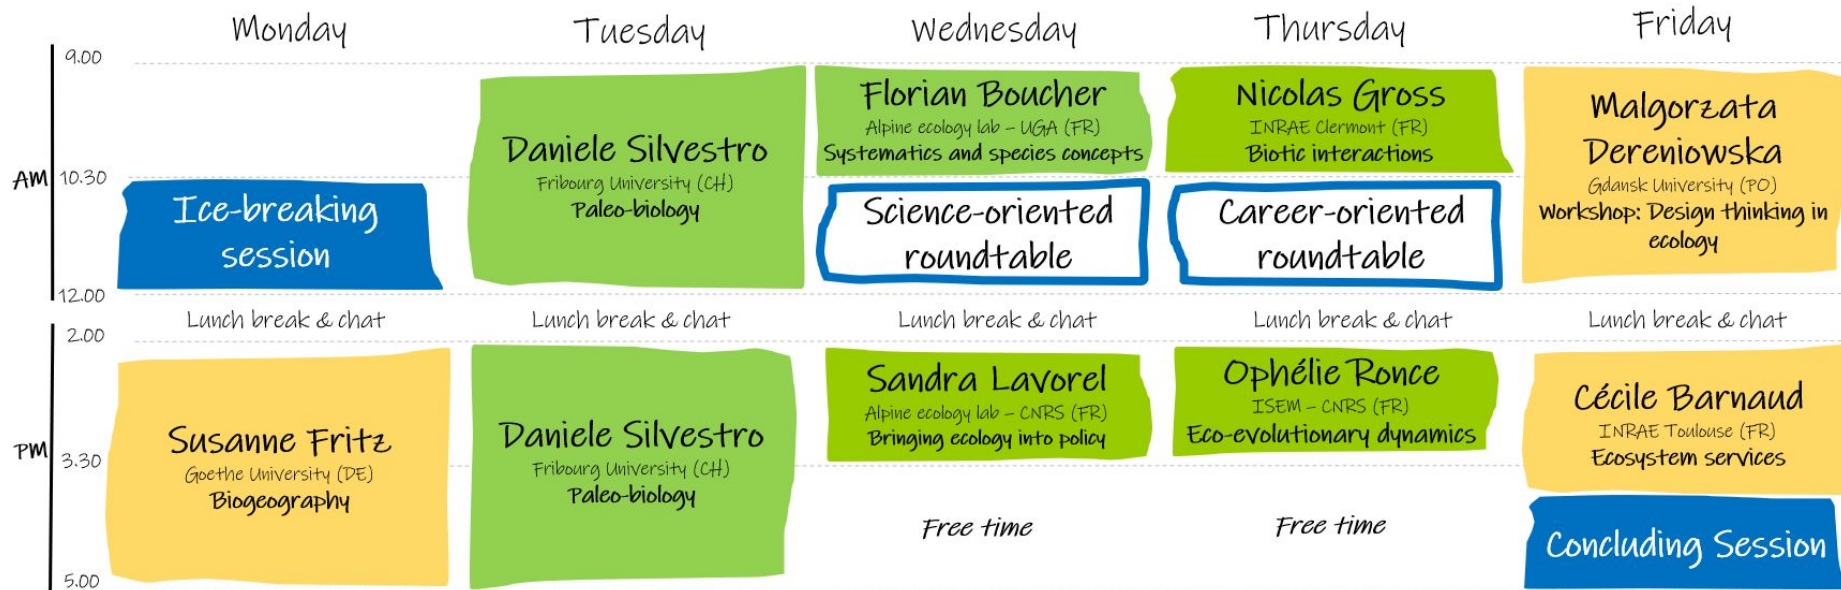 Monday
Tuesday
Wednesday
Thursday
Friday
AM
9.00
10.30
12.00
Ice-breaking
session
Daniele Silvestro
Fribourg University (CH)
Paleo-biology
Florian Boucher
Alpine ecology lab – UGA (FR)
Systematics and species concepts
Science-oriented
roundtable
Nicolas Gross
INRAE Clermont (FR)
Biotic interactions
Career-oriented
roundtable
Malgorzata
Dereniowska
Gdansk University (PO)
Workshop: Design thinking in
ecology
Lunch break & chat
Lunch break & chat
Lunch break & chat
Lunch break & chat
Lunch break & chat
PM
2.00
3.30
5.00
Susanne Fritz
Goethe University (DE)
Biogeography
Daniele Silvestro
Fribourg University (CH)
Paleo-biology
Sandra Lavorel
Alpine ecology lab – CNRS (FR)
Bringing ecology into policy
Free time
Ophélie Ronce
ISEM – CNRS (FR)
Eco-evolutionary dynamics
Free time
Cécile Barnaud
INRAE Toulouse (FR)
Ecosystem services
Concluding Session